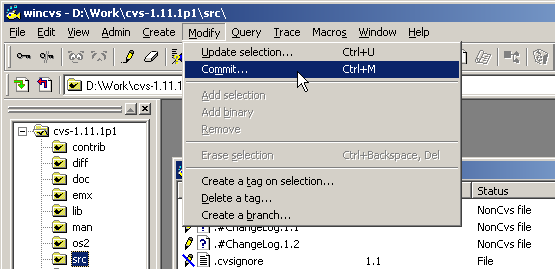 wincvs - D:\Work\cvs-1.11.1p1\src\
File Edit View Admin Create Modify Query Trace Macros Window Help
D:\Work\cvs-1.11.1
Update selection... Ctrl+U
Commit... Ctrl+M
Add selection
Add binary
Remove
Erase selection Ctrl+Backspace, Del
Create a tag on selection...
Delete a tag...
Create a branch...
cvs-1.11.1p1
contrib
diff
doc
emx
lib
man
os2
src
Status
NonCvs file
.#ChangeLog.1.1 NonCvs file
.#ChangeLog.1.2 NonCvs file
.cvsignore 1.1 File